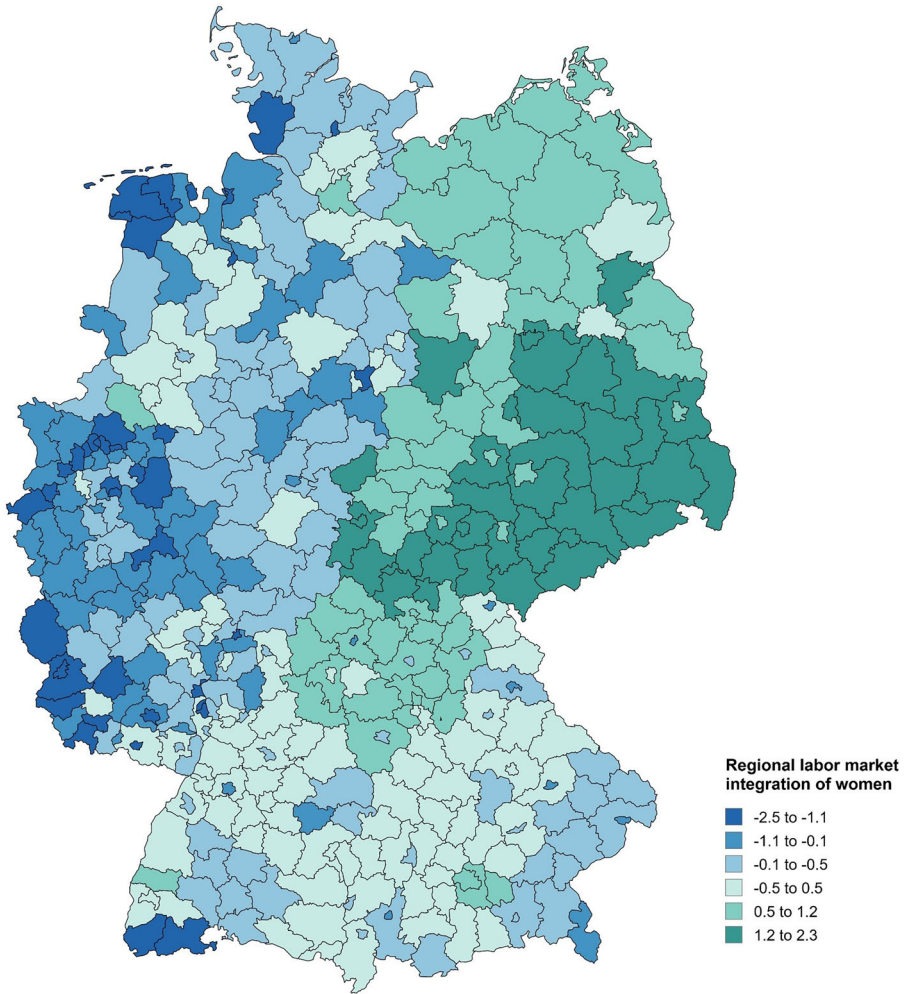 Regional labor market
integration of women
-2.5 to -1.1
-1.1 to -0.1
-0.1 to -0.5
-0.5 to 0.5
0.5 to 1.2
1.2 to 2.3